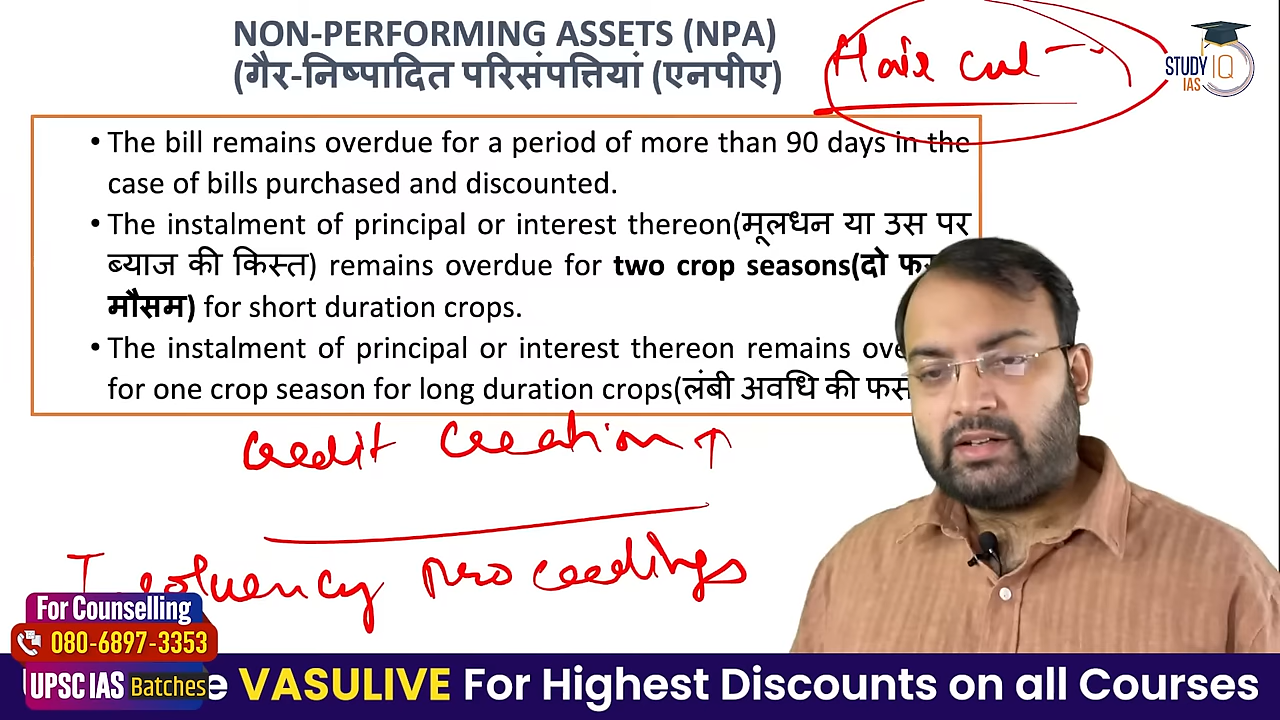 NON-PERFORMING ASSETS (NPA)
(गैर-निष्पादित परिसंपत्तियां (एनपीए)
Hair cut
STUDY IQ
IAS
• The bill remains overdue for a period of more than 90 days in the
case of bills purchased and discounted.
• The instalment of principal or interest thereon(मूलधन या उस पर
ब्याज की किस्त) remains overdue for two crop seasons(दो
मौसम) for short duration crops.
• The instalment of principal or interest thereon remains
for one crop season for long duration crops(लंबी अवधि की
Credit Creation ↑
Insolvency proceedings
For Counselling
080-6897-3353
UPSC IAS Batches
VASULIVE For Highest Discounts on all Courses